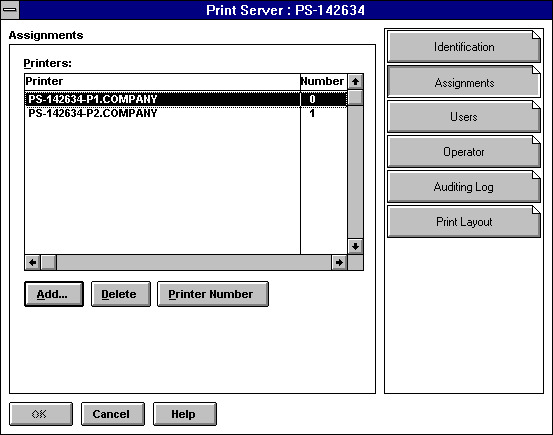 Print Server : PS-142634
Assignments
Printers:
Printer Number
PS-142634-P1.COMPANY 0
PS-142634-P2.COMPANY 1
Add... Delete Printer Number
Identification
Assignments
Users
Operator
Auditing Log
Print Layout
OK Cancel Help